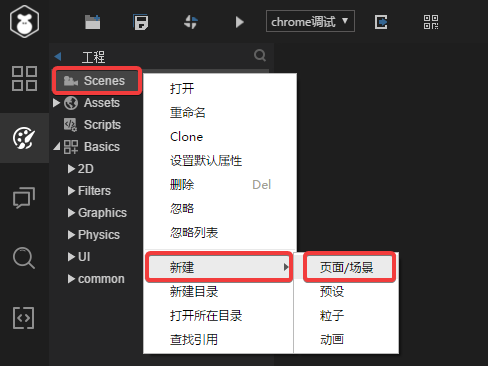 chrome调试
工程
Scenes
Assets
Scripts
Basics
2D
Filters
Graphics
Physics
UI
common
打开
重命名
Clone
设置默认属性
删除 Del
忽略
忽略列表
新建
新建目录
打开所在目录
查找引用
页面/场景
预设
粒子
动画